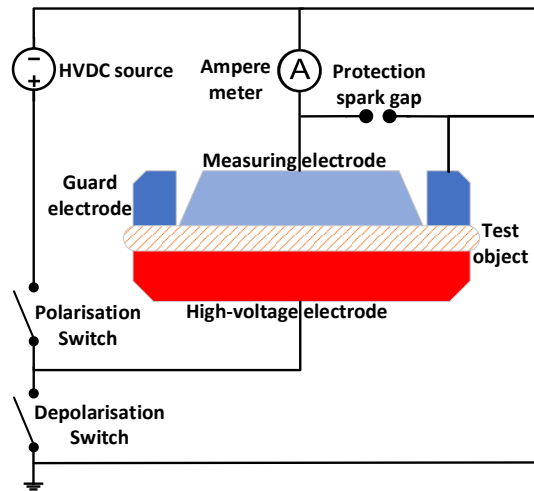 −
+
HVDC source
Ampere
meter
A
Protection
spark gap
Measuring electrode
Guard
electrode
Test
object
High-voltage electrode
Polarisation
Switch
Depolarisation
Switch